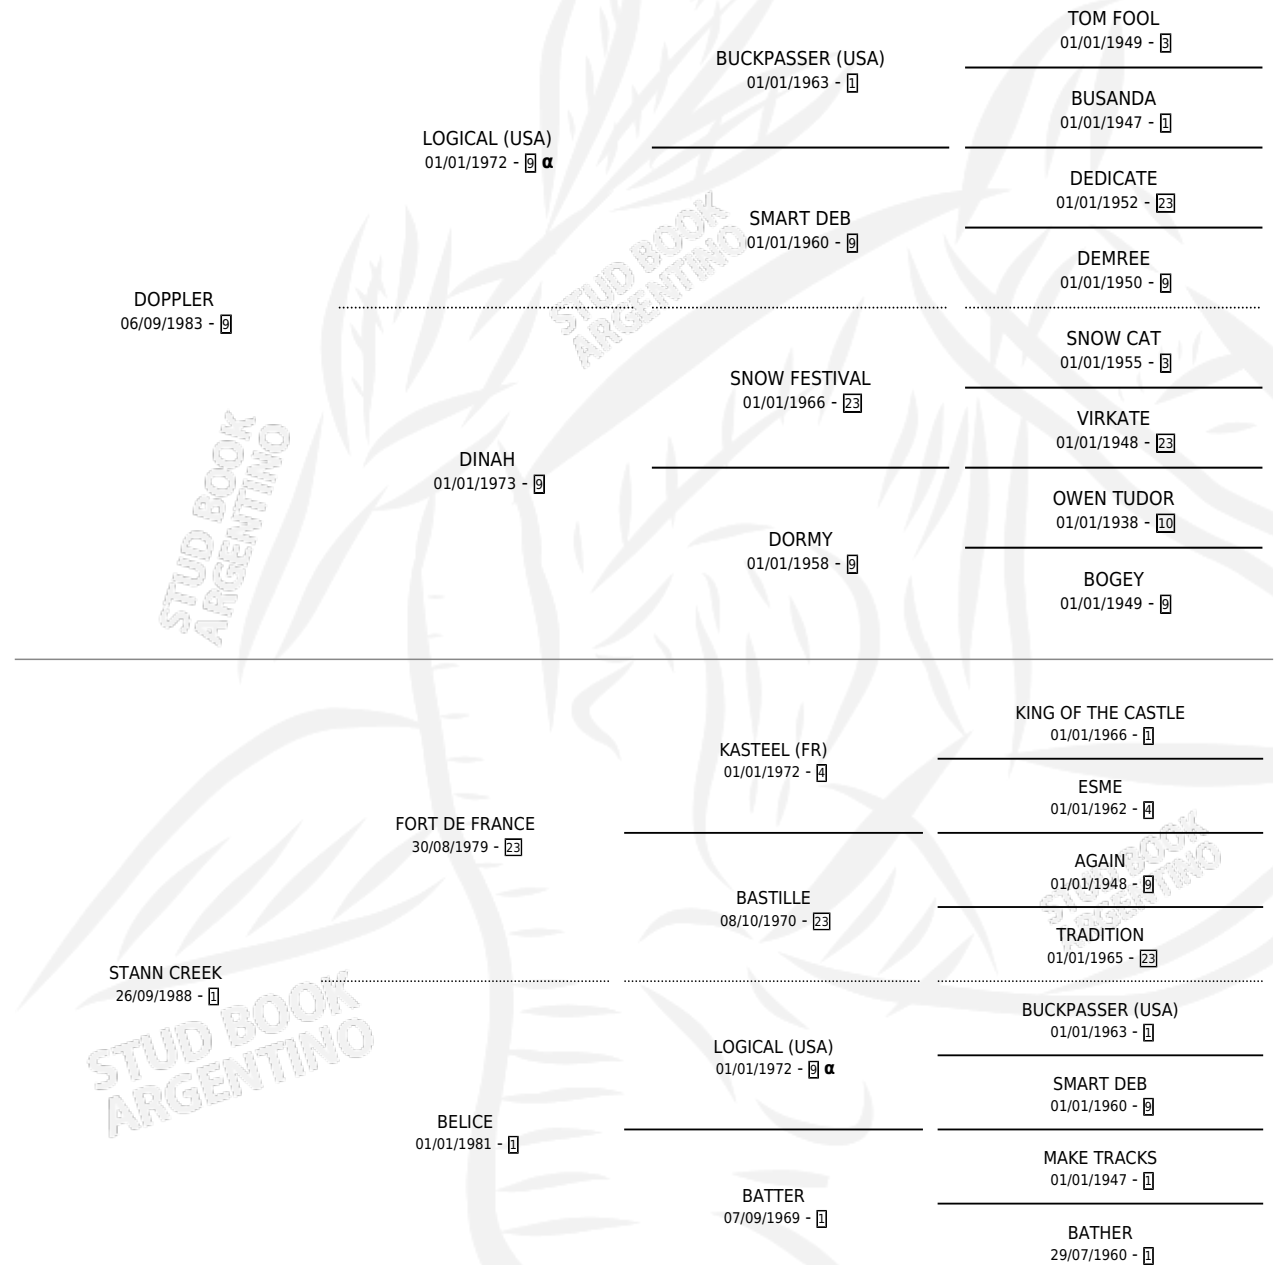 TOM FOOL
01/01/1949 - 3
BUCKPASSER (USA)
01/01/1963 - 1
BUSANDA
01/01/1947 - 1
LOGICAL (USA)
01/01/1972 - 9 α
DEDICATE
01/01/1952 - 23
SMART DEB
01/01/1960 - 9
DEMREE
01/01/1950 - 9
DOPPLER
06/09/1983 - 9
SNOW CAT
01/01/1955 - 3
SNOW FESTIVAL
01/01/1966 - 23
VIRKATE
01/01/1948 - 23
DINAH
01/01/1973 - 9
OWEN TUDOR
01/01/1938 - 10
DORMY
01/01/1958 - 9
BOGEY
01/01/1949 - 9
KING OF THE CASTLE
01/01/1966 - 1
KASTEEL (FR)
01/01/1972 - 4
ESME
01/01/1962 - 4
FORT DE FRANCE
30/08/1979 - 23
AGAIN
01/01/1948 - 9
BASTILLE
08/10/1970 - 23
TRADITION
01/01/1965 - 23
STANN CREEK
26/09/1988 - 1
BUCKPASSER (USA)
01/01/1963 - 1
LOGICAL (USA)
01/01/1972 - 9 α
SMART DEB
01/01/1960 - 9
BELICE
01/01/1981 - 1
MAKE TRACKS
01/01/1947 - 1
BATTER
07/09/1969 - 1
BATHER
29/07/1960 - 1
STUD BOOK
ARGENTINO
STUD BOOK
ARGENTINO
STUD BOOK
ARGENTINO
STUD BOOK
ARGENTINO